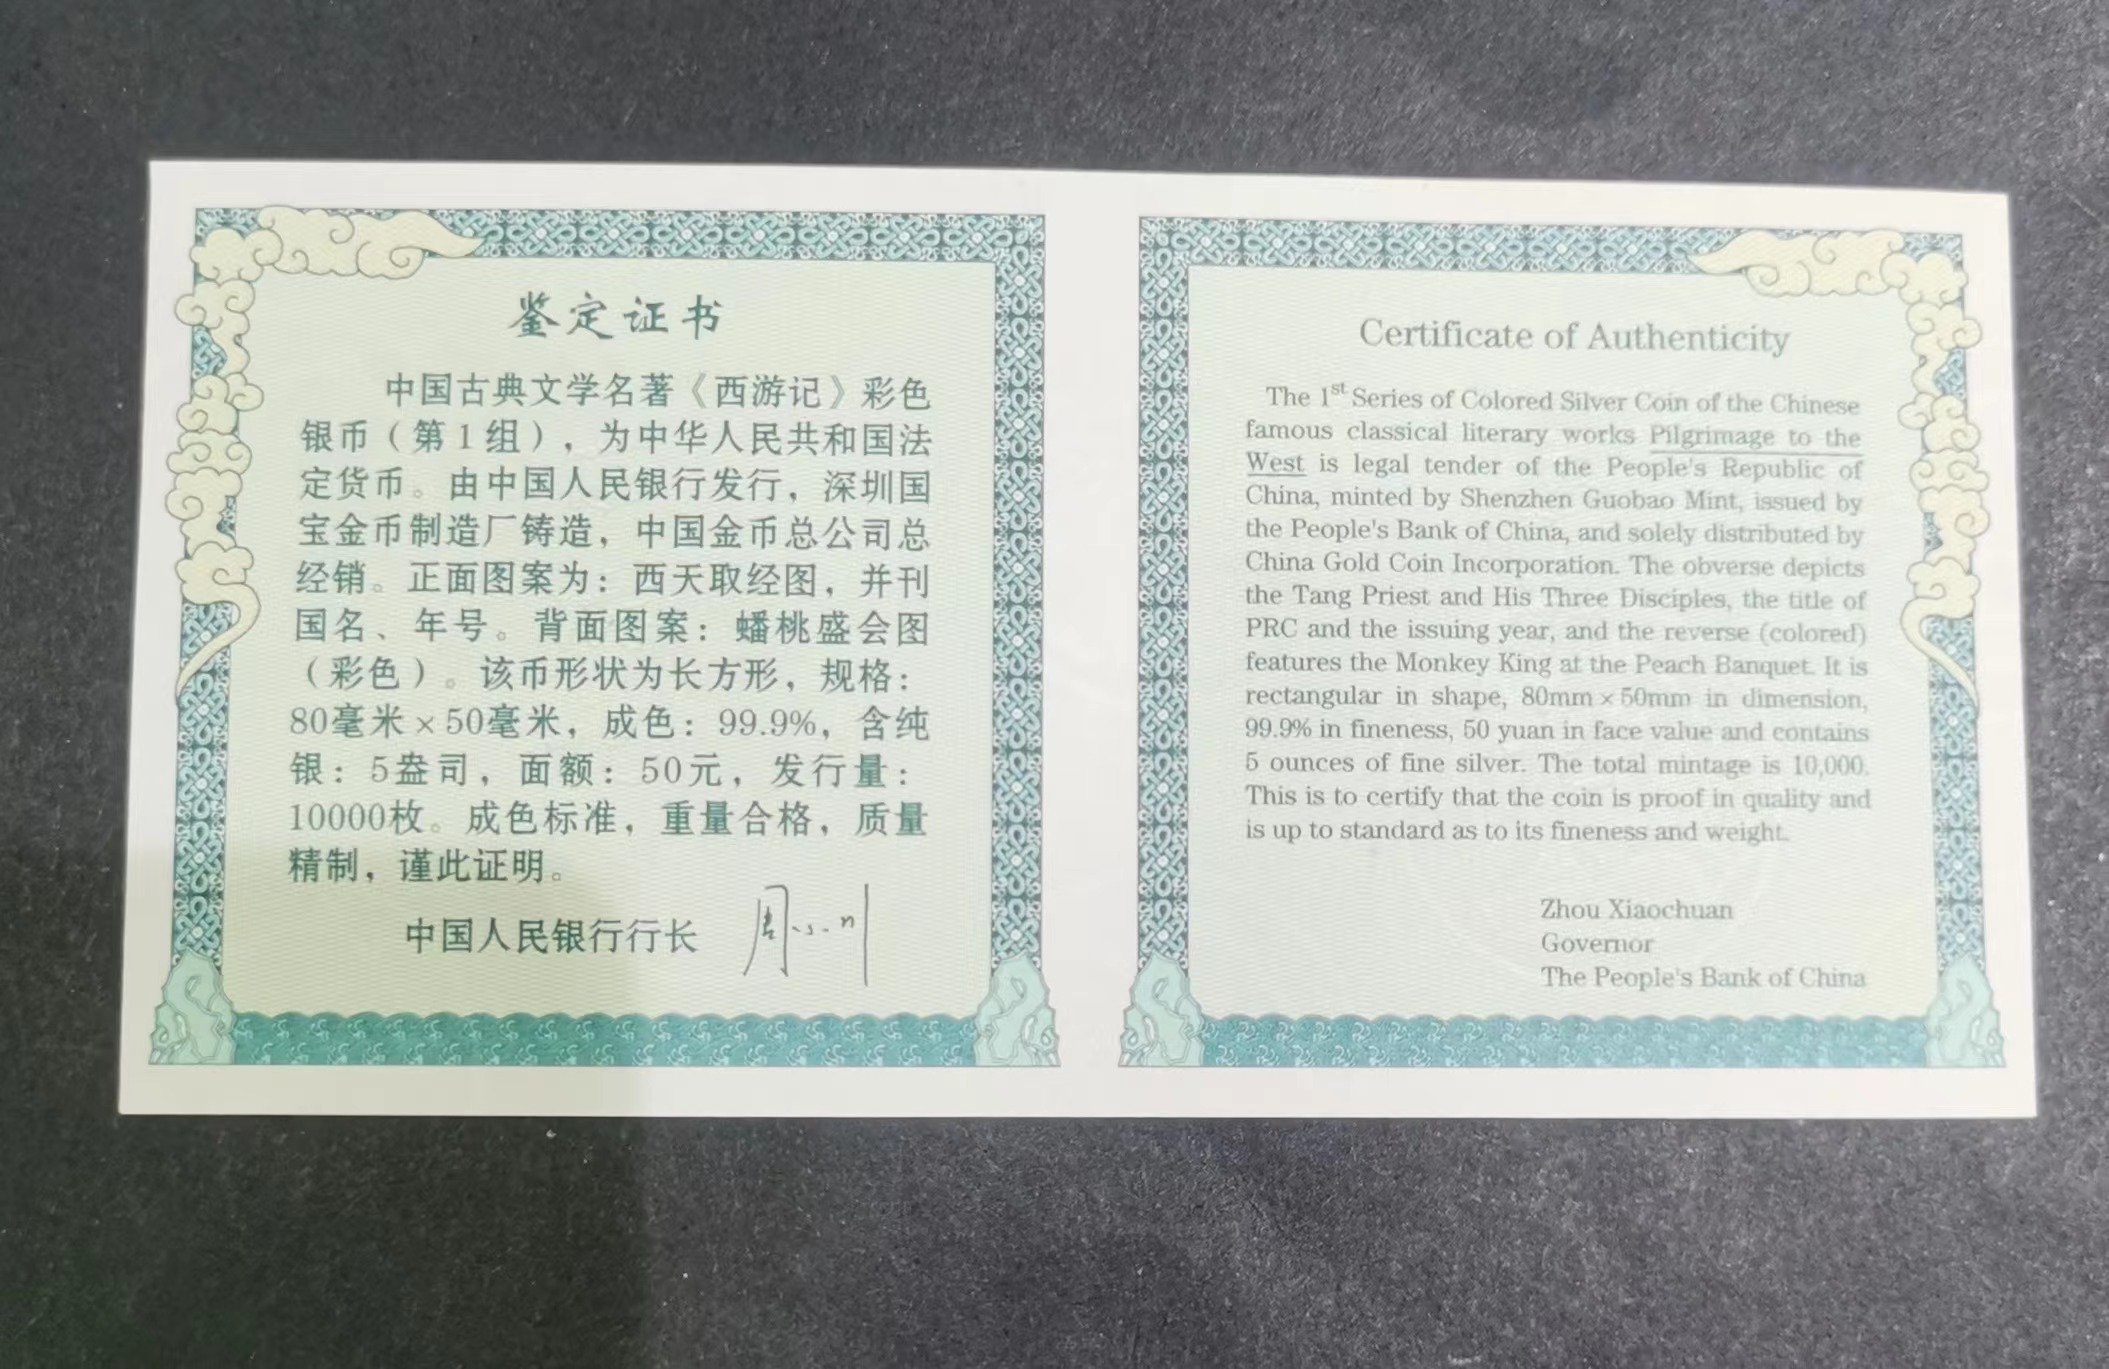 鉴定证书
中国古典文学名著《西游记》彩色
银币（第1组），为中华人民共和国法
定货币。由中国人民银行发行，深圳国
宝金币制造厂铸造，中国金币总公司总
经销。正面图案为：西天取经图，并刊
国名、年号。背面图案：蟠桃盛会图
（彩色）。该币形状为长方形，规格：
80毫米×50毫米，成色：99.9%，含纯
银：5盎司，面额：50元，发行量：
10000枚。成色标准，重量合格，质量
精制，谨此证明。
中国人民银行行长 周小川
Certificate of Authenticity
The 1st Series of Colored Silver Coin of the Chinese
famous classical literary works Pilgrimage to the
West is legal tender of the People's Republic of
China, minted by Shenzhen Guobao Mint, issued by
the People's Bank of China, and solely distributed by
China Gold Coin Incorporation. The obverse depicts
the Tang Priest and His Three Disciples, the title of
PRC and the issuing year, and the reverse (colored)
features the Monkey King at the Peach Banquet. It is
rectangular in shape, 80mm×50mm in dimension,
99.9% in fineness, 50 yuan in face value and contains
5 ounces of fine silver. The total mintage is 10,000.
This is to certify that the coin is proof in quality and
is up to standard as to its fineness and weight.
Zhou Xiaochuan
Governor
The People's Bank of China